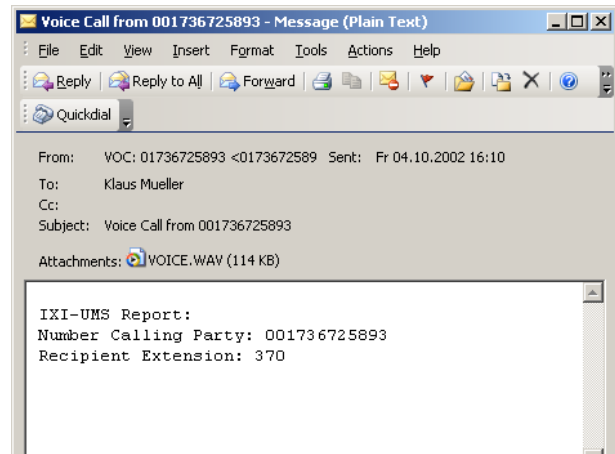 Voice Call from 001736725893 - Message (Plain Text)
File Edit View Insert Format Tools Actions Help
Reply Reply to All Forward
Quickdial
From: VOC: 01736725893 <0173672589 Sent: Fr 04.10.2002 16:10
To: Klaus Mueller
Cc:
Subject: Voice Call from 001736725893
Attachments: VOICE.WAV (114 KB)
IXI-UMS Report:
Number Calling Party: 001736725893
Recipient Extension: 370